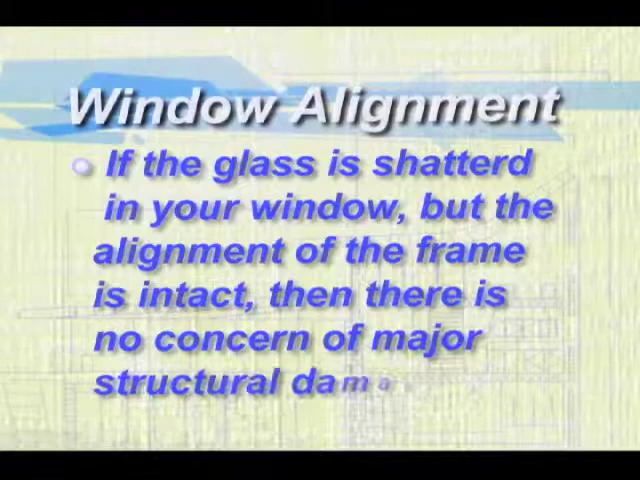 Window Alignment
If the glass is shatterd
in your window, but the
alignment of the frame
is intact, then there is
no concern of major
structural dama